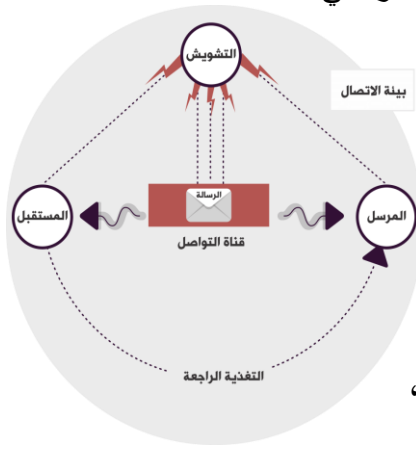 التشويش
بيئة الاتصال
الرسالة
المرسل
المستقبل
قناة التواصل
التغذية الراجعة
،